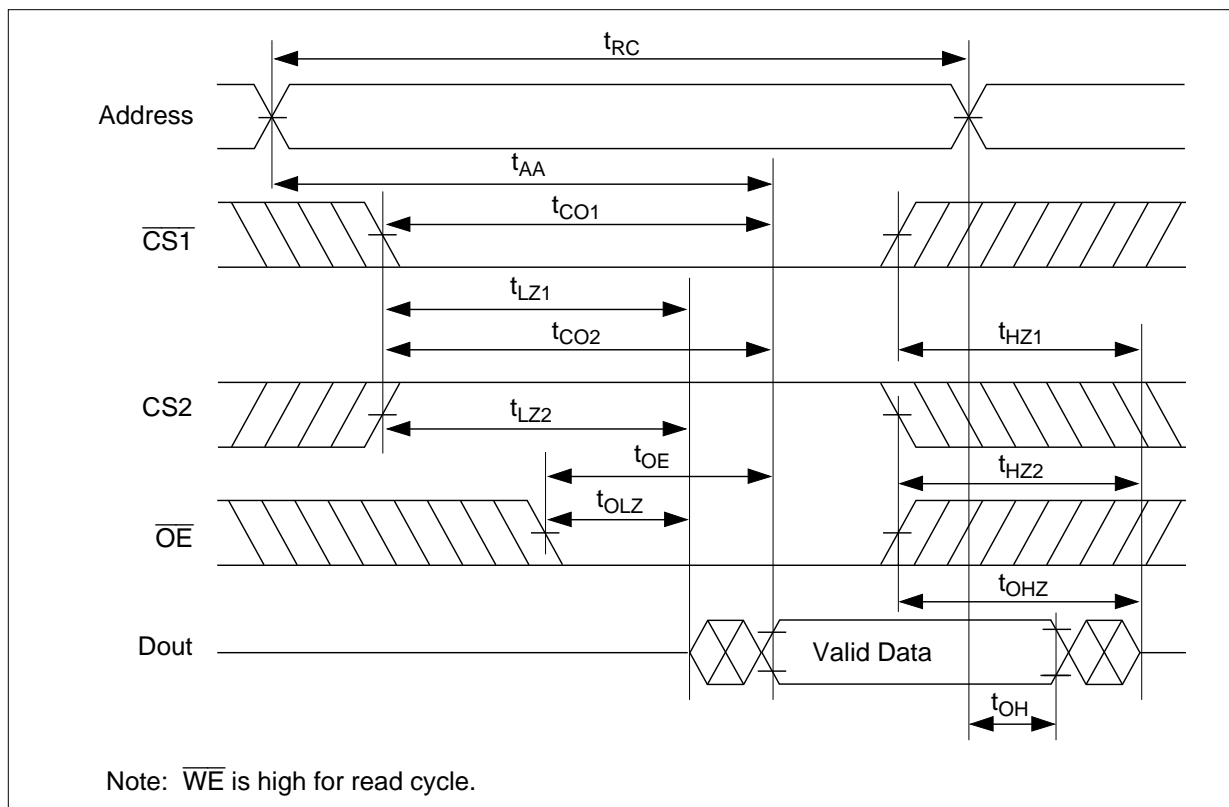 tRC
Address
tAA
tCO1
CS1
tLZ1
tCO2
tHZ1
CS2
tLZ2
tOE
tHZ2
tOLZ
OE
tOHZ
Dout
Valid Data
tOH
Note: WE is high for read cycle.